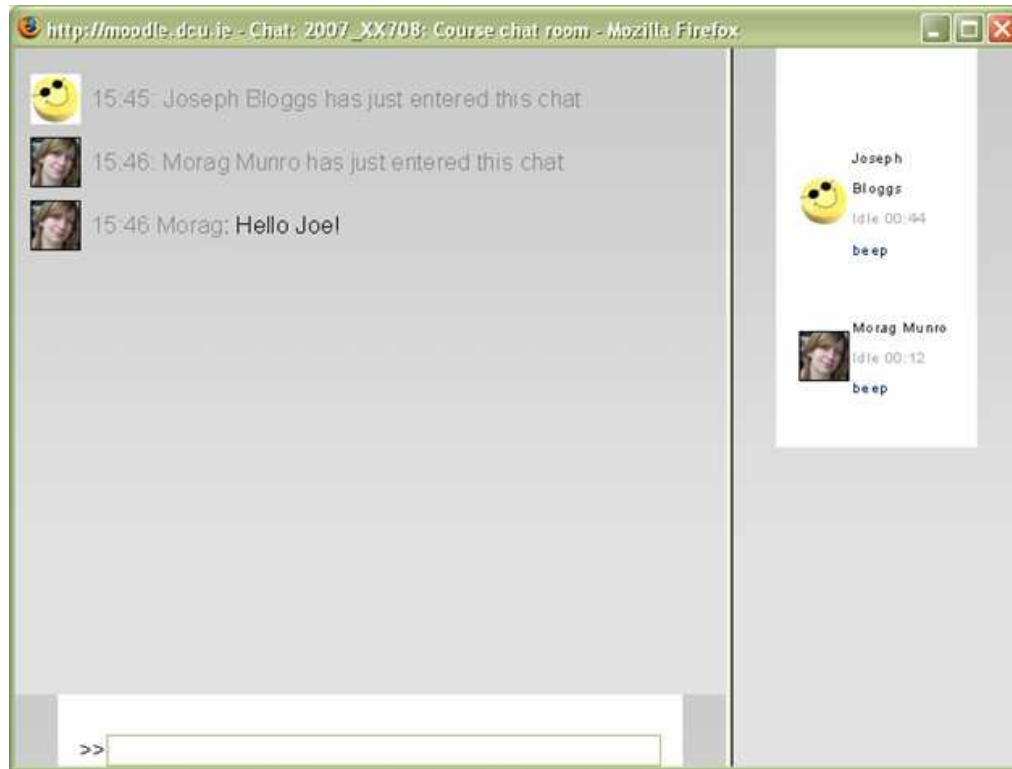 http://moodle.dcu.ie - Chat: 2007_XX708: Course chat room - Mozilla Firefox
15:45: Joseph Bloggs has just entered this chat
15:46: Morag Munro has just entered this chat
15:46 Morag: Hello Joe!
>>
Joseph
Bloggs
Idle 00:44
beep
Morag Munro
Idle 00:12
beep